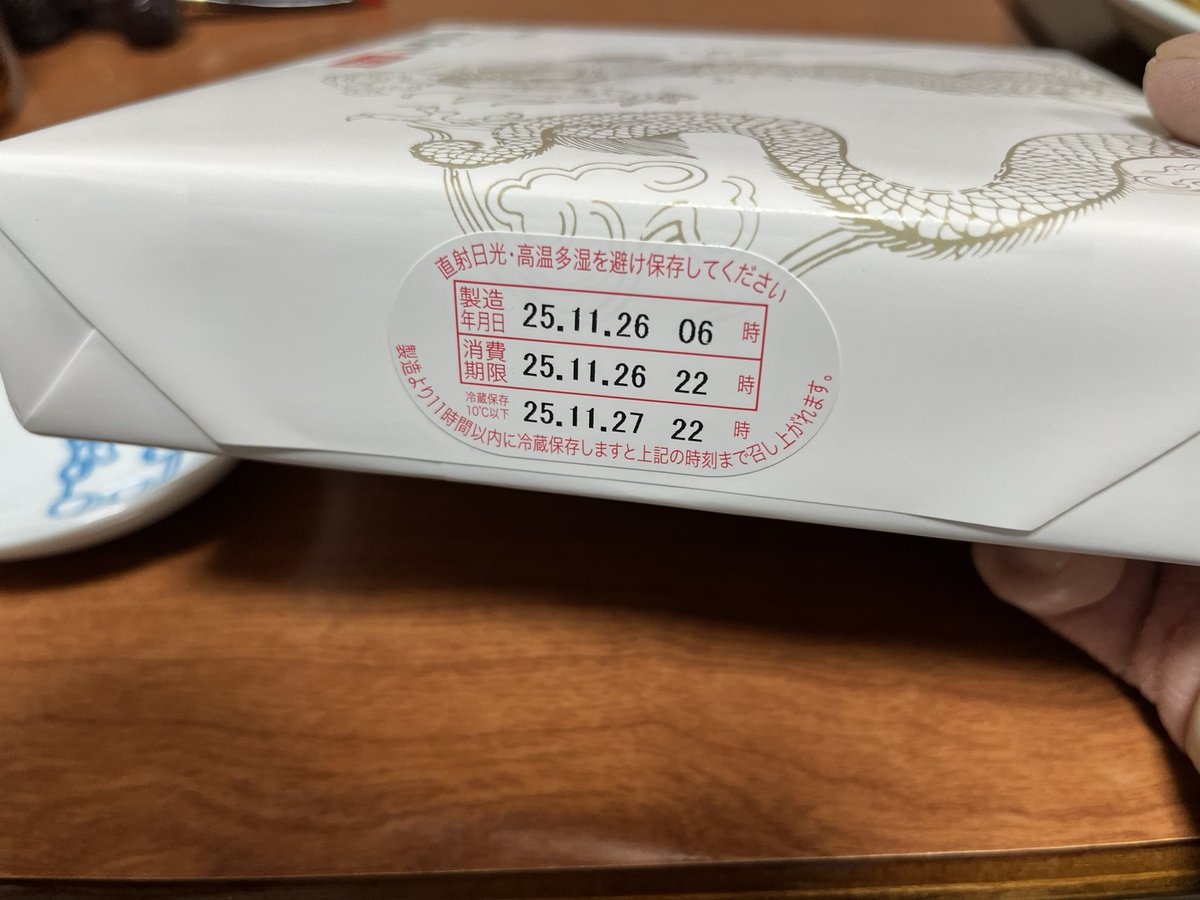 直射日光・高温多湿を避け保存してください
製造年月日 25.11.26 06 時
消費期限 25.11.26 22 時
冷蔵保存10℃以下 25.11.27 22 時
製造より11時間以内に冷蔵保存しますと上記の時刻まで召し上がれます。